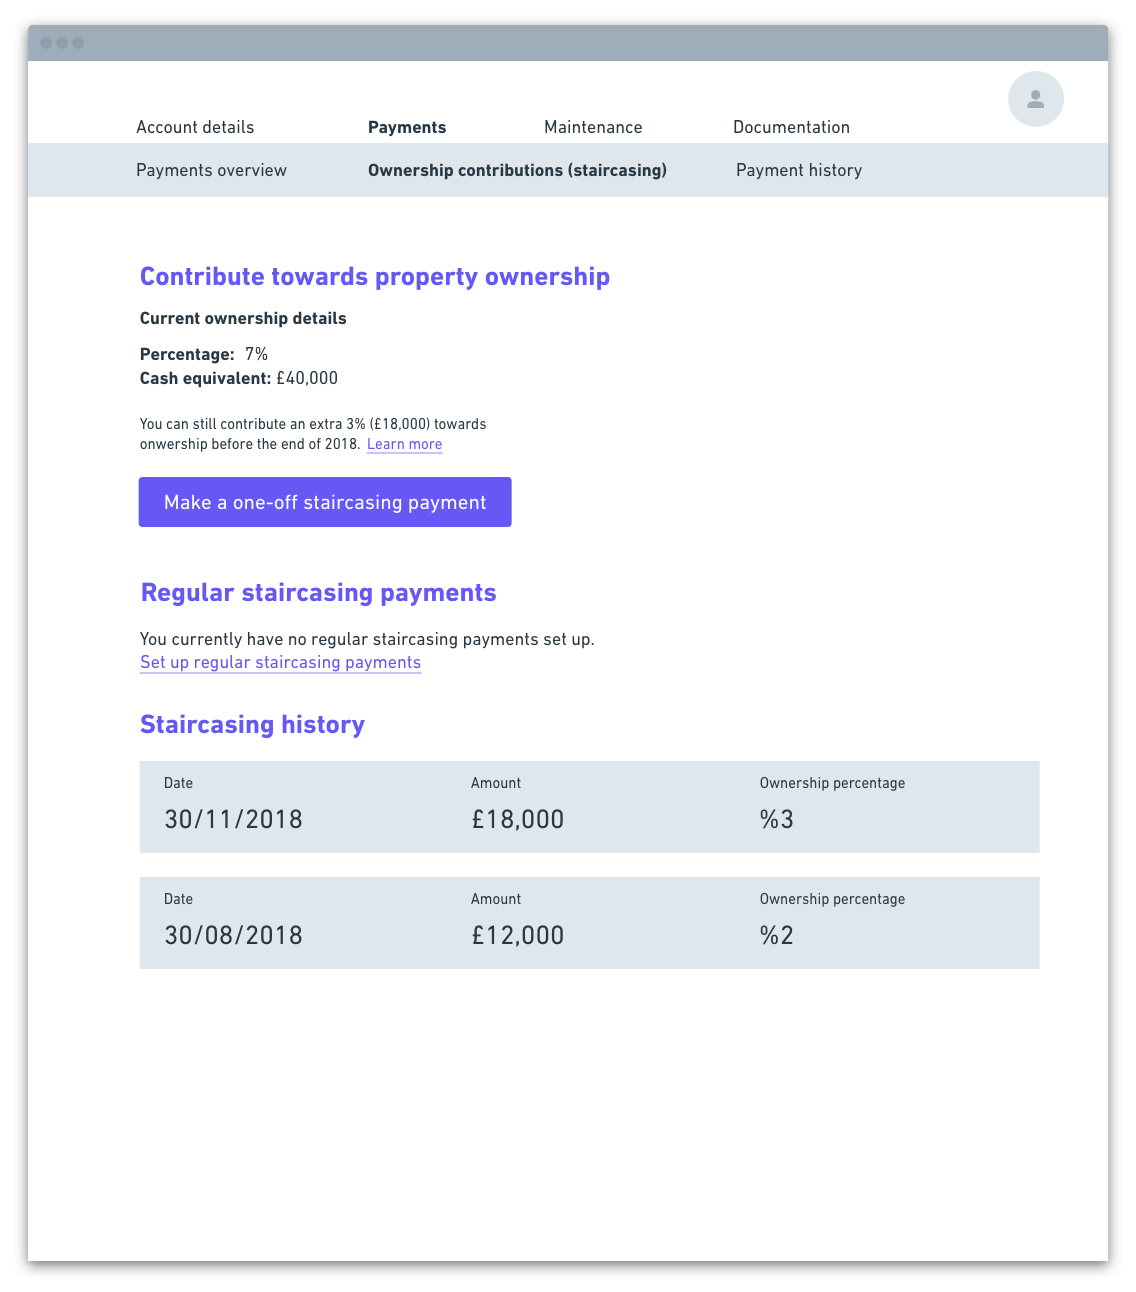 Account details Payments Maintenance Documentation
Payments overview Ownership contributions (staircasing) Payment history
Contribute towards property ownership
Current ownership details
Percentage: 7%
Cash equivalent: £40,000
You can still contribute an extra 3% (£18,000) towards
onwership before the end of 2018. Learn more
Make a one-off staircasing payment
Regular staircasing payments
You currently have no regular staircasing payments set up.
Set up regular staircasing payments
Staircasing history
Date Amount Ownership percentage
30/11/2018 £18,000 %3
Date Amount Ownership percentage
30/08/2018 £12,000 %2